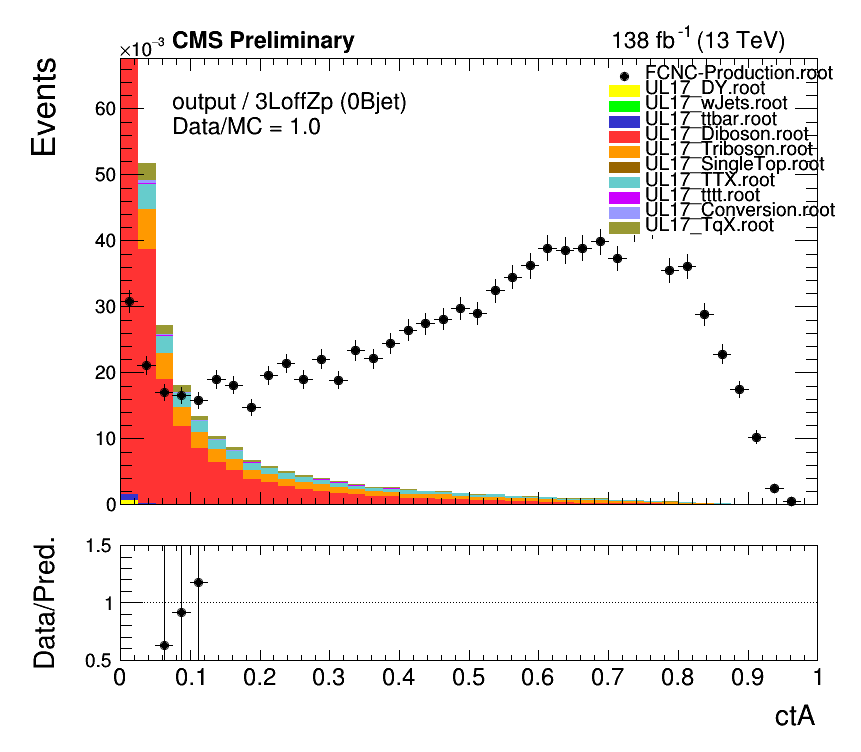 ×10⁻³ CMS Preliminary 138 fb⁻¹ (13 TeV)
Events
output / 3LoffZp (0Bjet)
Data/MC = 1.0
FCNC-Production.root
UL17_DY.root
UL17_wJets.root
UL17_ttbar.root
UL17_Diboson.root
UL17_Triboson.root
UL17_SingleTop.root
UL17_TTX.root
UL17_tttt.root
UL17_Conversion.root
UL17_TqX.root
60
50
40
30
20
10
0
Data/Pred.
1.5
1
0.5
0 0.1 0.2 0.3 0.4 0.5 0.6 0.7 0.8 0.9 1
ctA